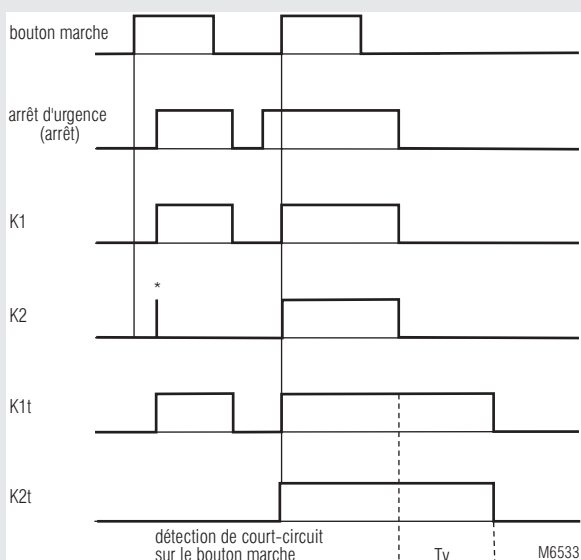 bouton marche
arrêt d'urgence
(arrêt)
K1
*
K2
K1t
K2t
détection de court-circuit
sur le bouton marche
Tv
M6533